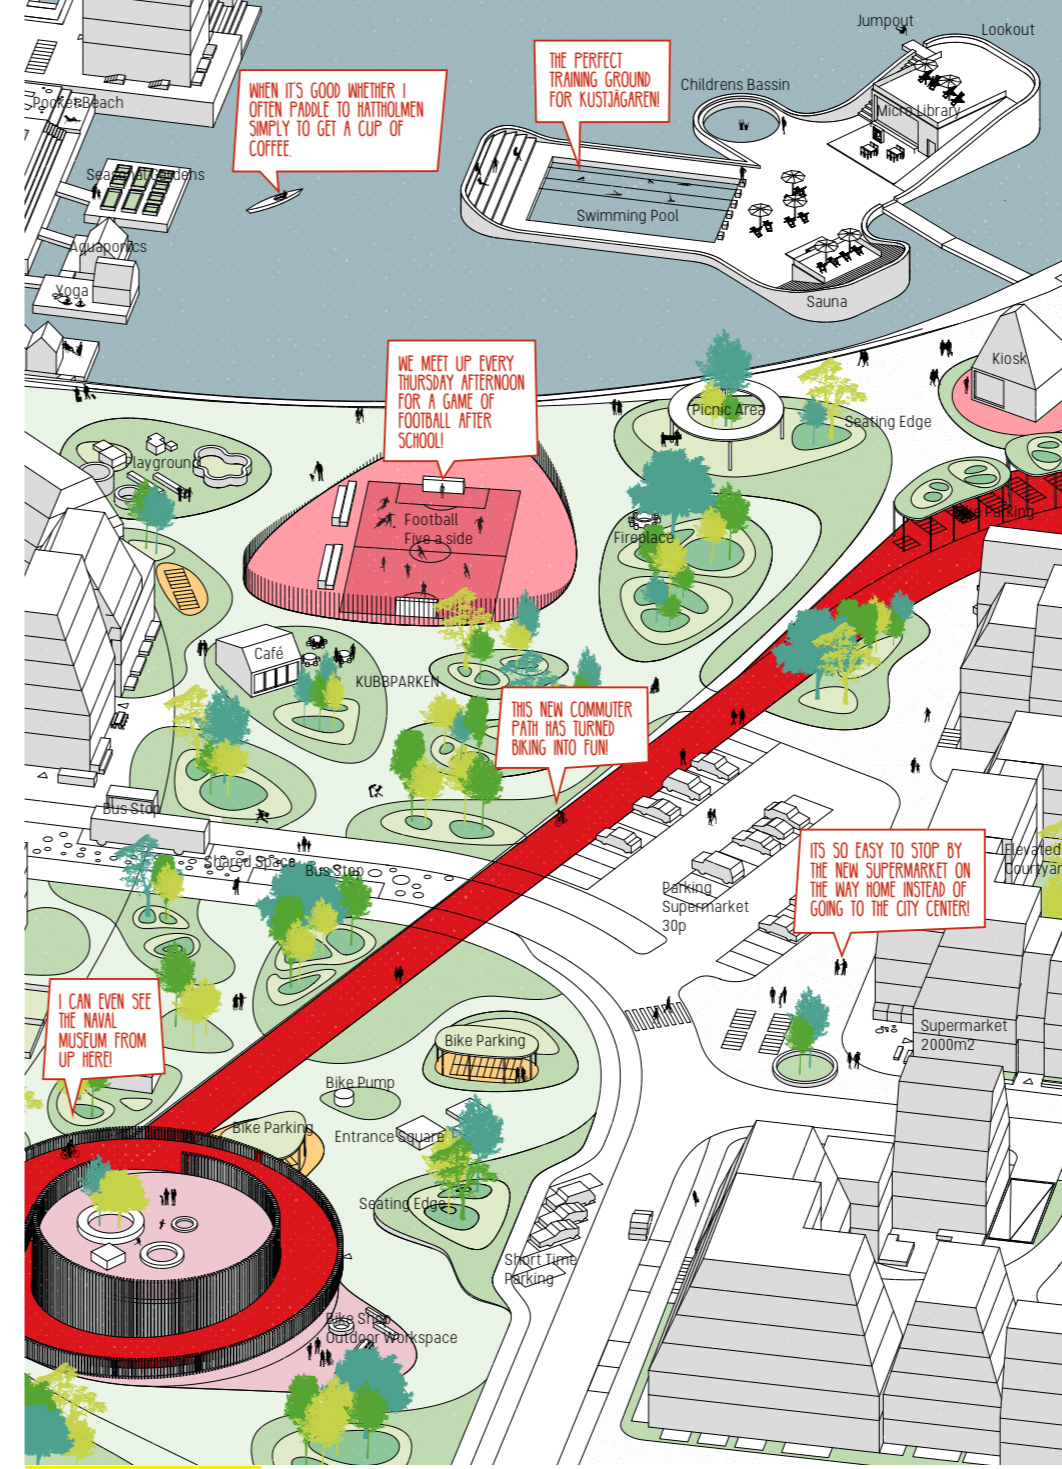 Jumpout
Lookout
WHEN IT'S GOOD WHETHER I
OFTEN PADDLE TO HATTHOLMEN
SIMPLY TO GET A CUP OF
COFFEE.
THE PERFECT
TRAINING GROUND
FOR KUSTJÄGAREN!
Childrens Bassin
Pocket Beach
Micro Library
Seasonal Gardens
Swimming Pool
Aquaponics
Yoga
Sauna
WE MEET UP EVERY
THURSDAY AFTERNOON
FOR A GAME OF
FOOTBALL AFTER
SCHOOL!
Kiosk
Picnic Area
Seating Edge
Playground
Football
Five a side
Bike Parking
Fireplace
Café
KUBBPARKEN
THIS NEW COMMUTER
PATH HAS TURNED
BIKING INTO FUN!
Bus Stop
ITS SO EASY TO STOP BY
THE NEW SUPERMARKET ON
THE WAY HOME INSTEAD OF
GOING TO THE CITY CENTER!
Elevated
Courtyar
Shared Space
Bus Stop
Parking
Supermarket
30p
I CAN EVEN SEE
THE NAVAL
MUSEUM FROM
UP HERE!
Supermarket
2000m2
Bike Parking
Bike Pump
Bike Parking
Entrance Square
Seating Edge
Short Time
Parking
Bike Shop
Outdoor Workspace